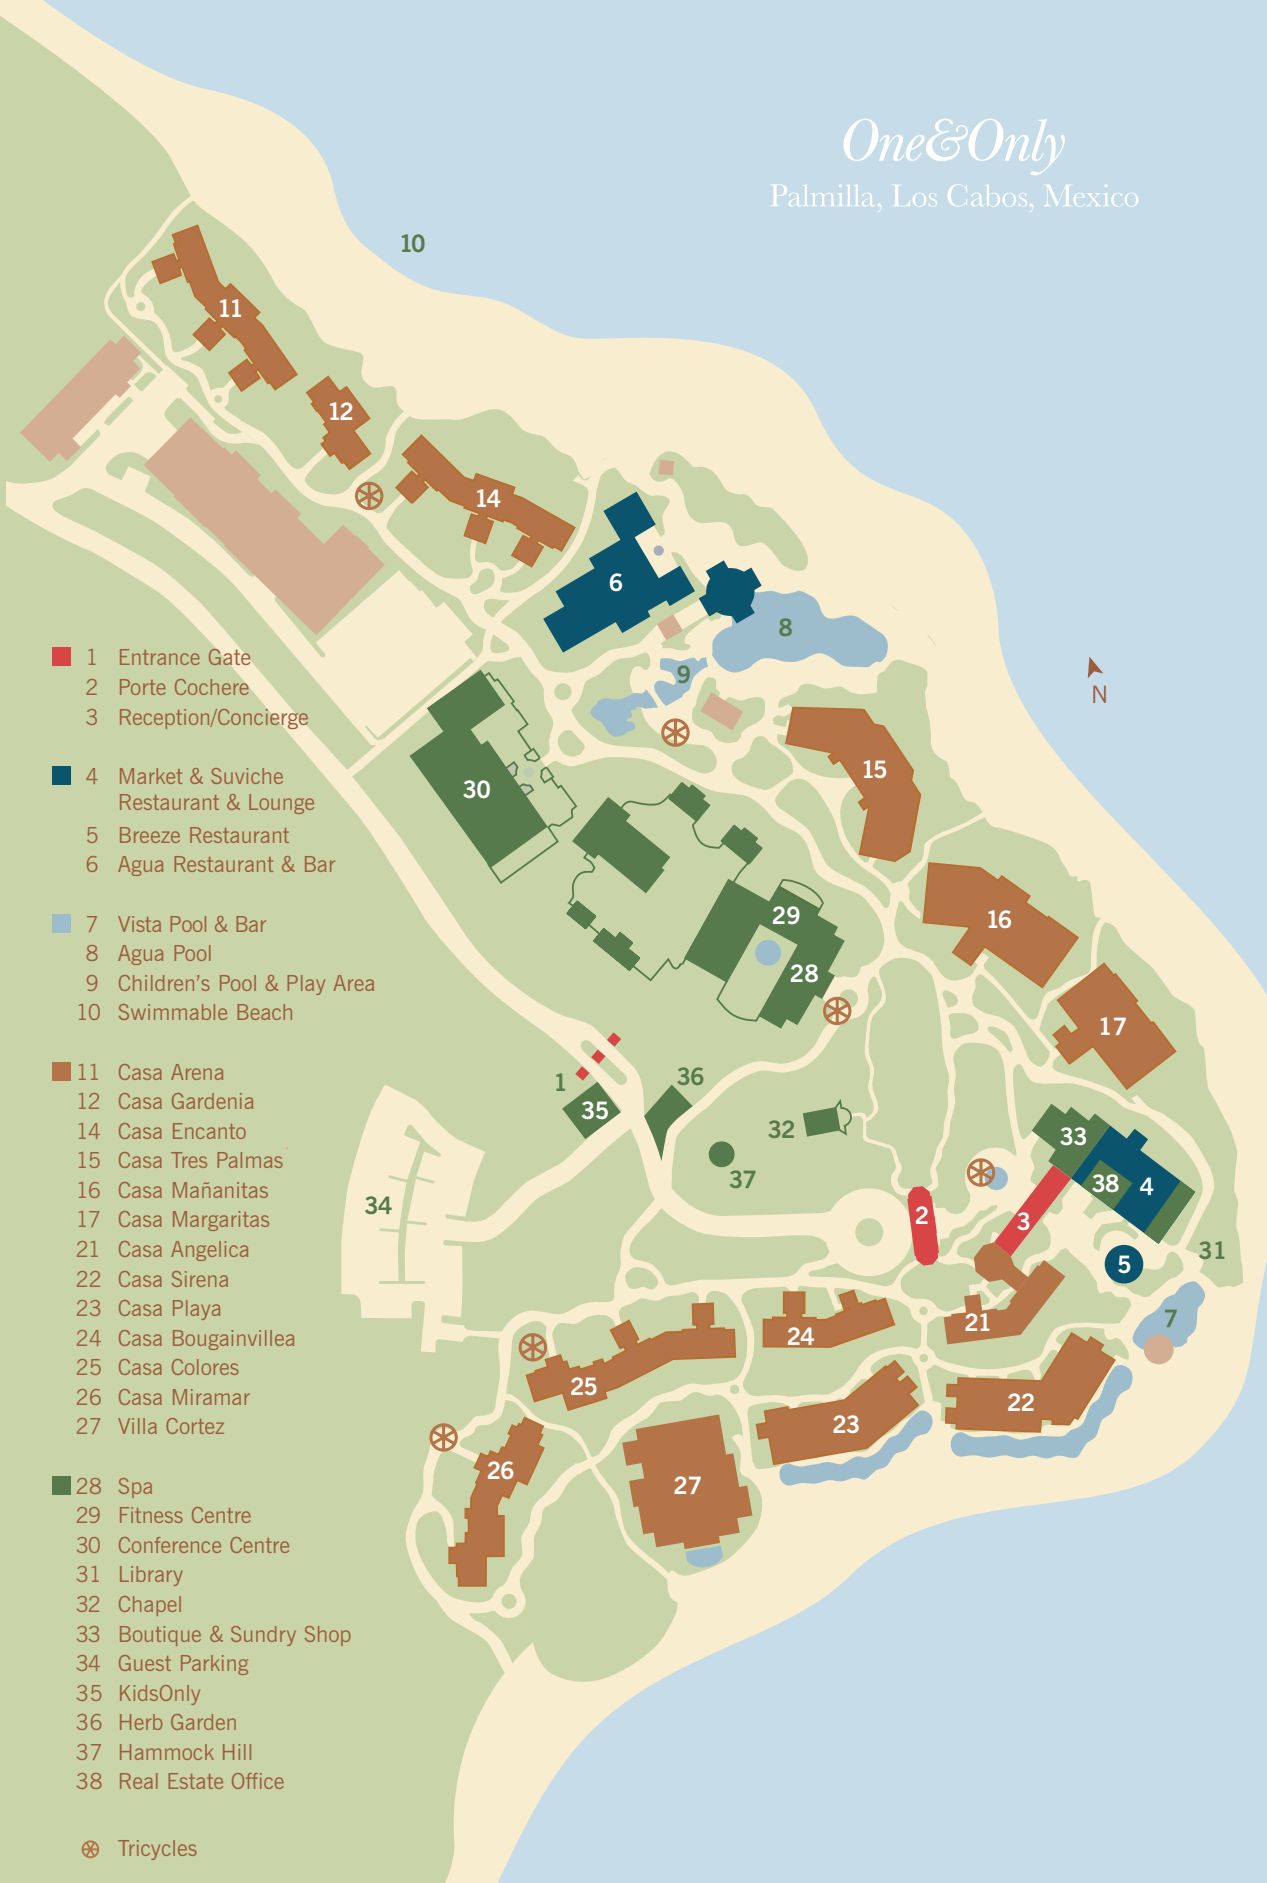 One&Only
Palmilla, Los Cabos, Mexico
10
11
12
14
6
8
9
N
15
30
16
29
28
17
1
35
36
32
37
33
38
4
34
2
3
31
5
7
21
24
25
22
23
26
27
1 Entrance Gate
2 Porte Cochere
3 Reception/Concierge
4 Market & Suviche
Restaurant & Lounge
5 Breeze Restaurant
6 Agua Restaurant & Bar
7 Vista Pool & Bar
8 Agua Pool
9 Children's Pool & Play Area
10 Swimmable Beach
11 Casa Arena
12 Casa Gardenia
14 Casa Encanto
15 Casa Tres Palmas
16 Casa Mañanitas
17 Casa Margaritas
21 Casa Angelica
22 Casa Sirena
23 Casa Playa
24 Casa Bougainvillea
25 Casa Colores
26 Casa Miramar
27 Villa Cortez
28 Spa
29 Fitness Centre
30 Conference Centre
31 Library
32 Chapel
33 Boutique & Sundry Shop
34 Guest Parking
35 KidsOnly
36 Herb Garden
37 Hammock Hill
38 Real Estate Office
Tricycles